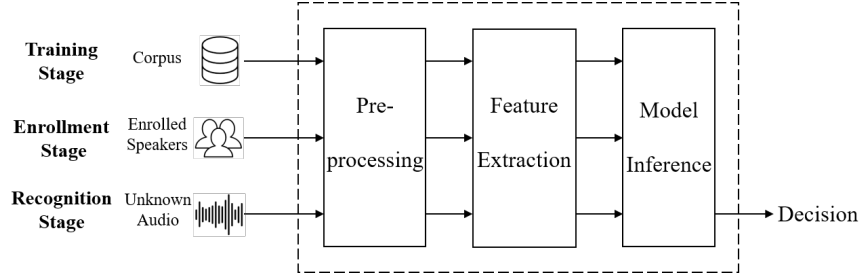 Training
Stage
Corpus
Enrollment
Stage
Enrolled
Speakers
Recognition
Stage
Unknown
Audio
Pre-
processing
Feature
Extraction
Model
Inference
Decision